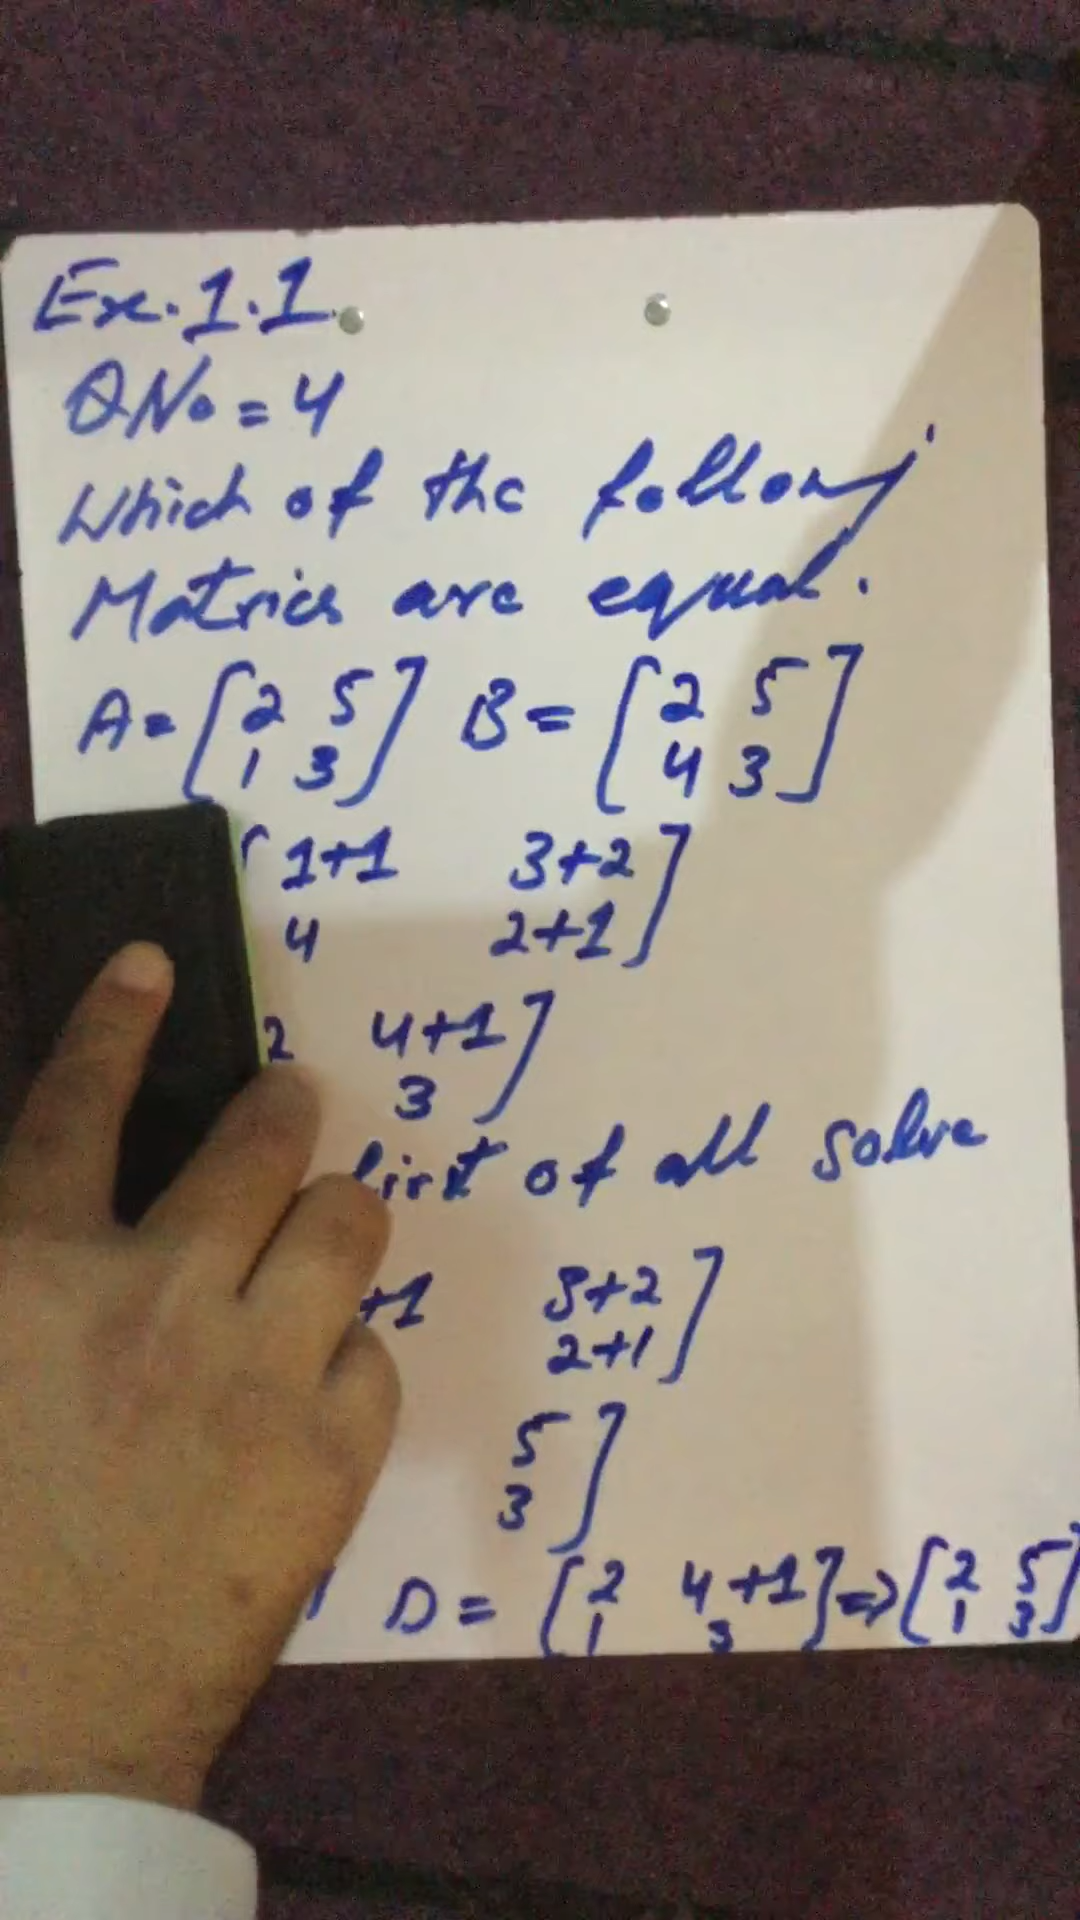 Ex.1.1.
Q No = 4
Which of the following
Matrics are equal.
A = [2 5] B = [2 5]
1 3 4 3
[1+1 3+2]
4 2+1
2 4+1]
3
first of all solve
+1 3+2]
2+1
5]
3
D = [2 4+1] => [2 5]
1 3 1 3